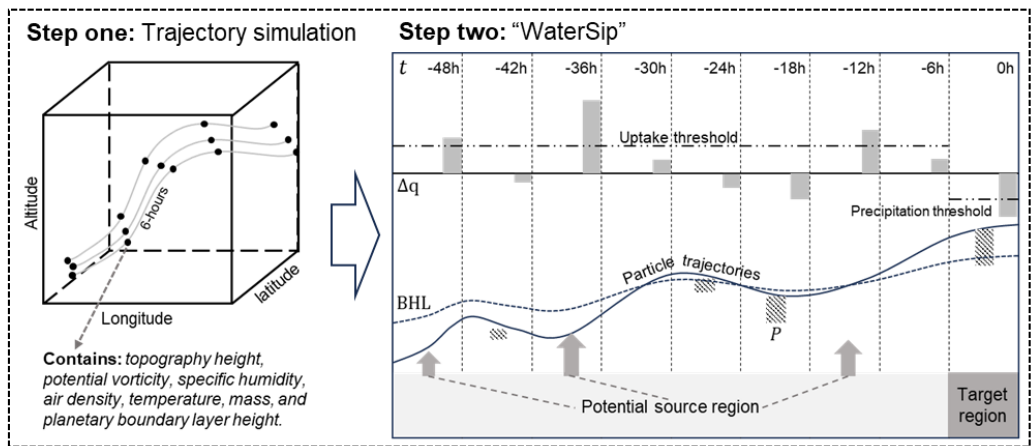 Step one: Trajectory simulation
Altitude
6-hours
latitude
Longitude
Contains: topography height,
potential vorticity, specific humidity,
air density, temperature, mass, and
planetary boundary layer height.
Step two: “WaterSip”
t -48h -42h -36h -30h -24h -18h -12h -6h 0h
Uptake threshold
Δq
Precipitation threshold
Particle trajectories
BHL
P
Potential source region
Target
region